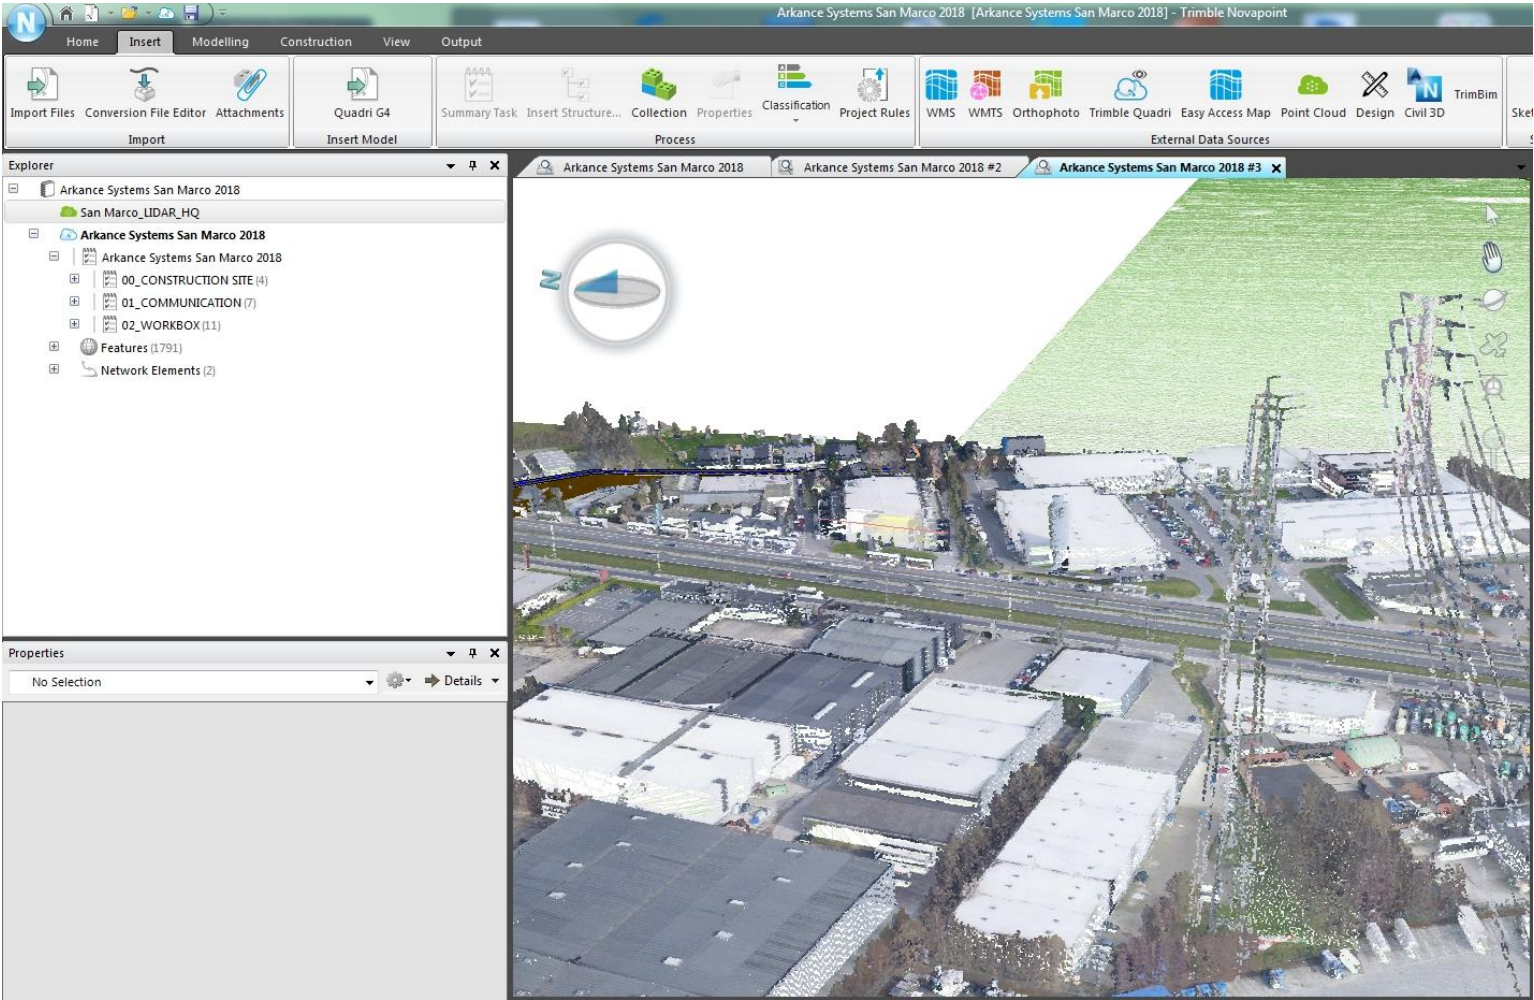 Arkance Systems San Marco 2018 [Arkance Systems San Marco 2018] - Trimble Novapoint
N
Home Insert Modelling Construction View Output
Import Files Conversion File Editor Attachments Quadri G4 Summary Task Insert Structure... Collection Properties Classification Project Rules WMS WMTS Orthophoto Trimble Quadri Easy Access Map Point Cloud Design Civil 3D TrimBim
Import Insert Model Process External Data Sources
Explorer
Arkance Systems San Marco 2018 Arkance Systems San Marco 2018 #2 Arkance Systems San Marco 2018 #3
Arkance Systems San Marco 2018
San Marco_LIDAR_HQ
Arkance Systems San Marco 2018
Arkance Systems San Marco 2018
00_CONSTRUCTION SITE (4)
01_COMMUNICATION (7)
02_WORKBOX (11)
Features (1791)
Network Elements (2)
N
Properties
No Selection Details